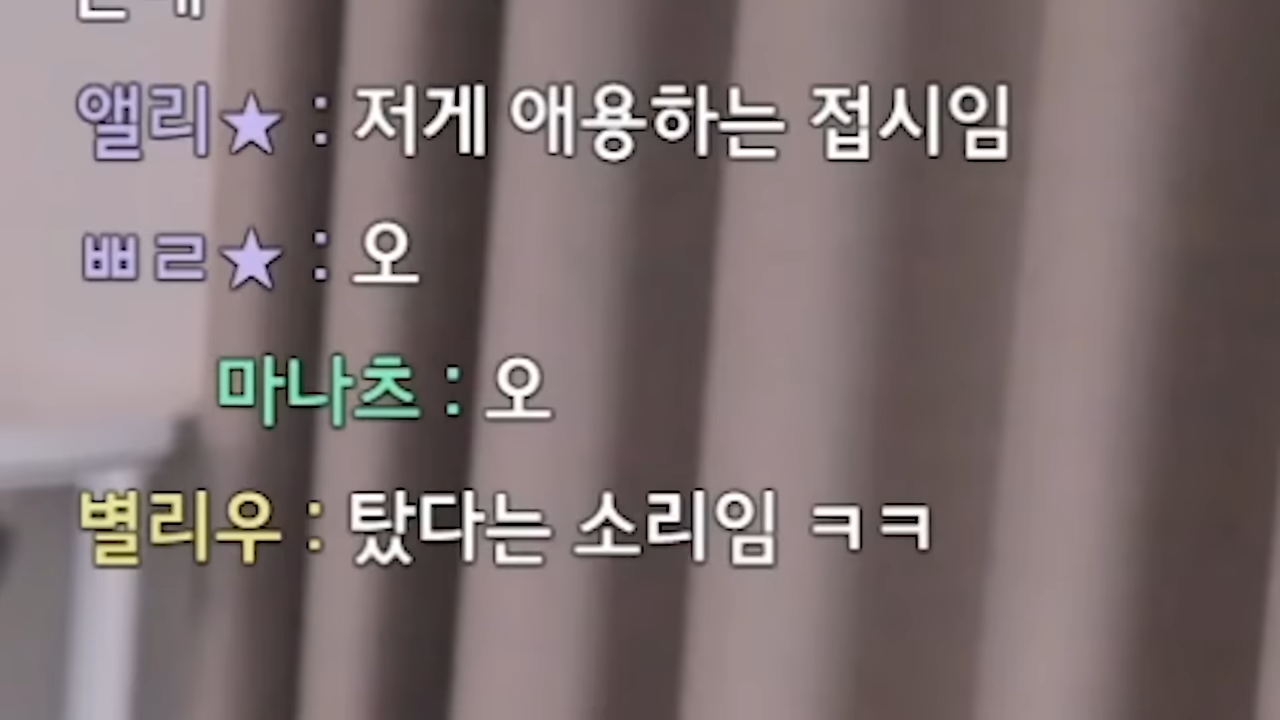 앨리★ : 저게 애용하는 접시임
ㅃㄹ★ : 오
마나츠 : 오
별리우 : 탔다는 소리임 ㅋㅋ